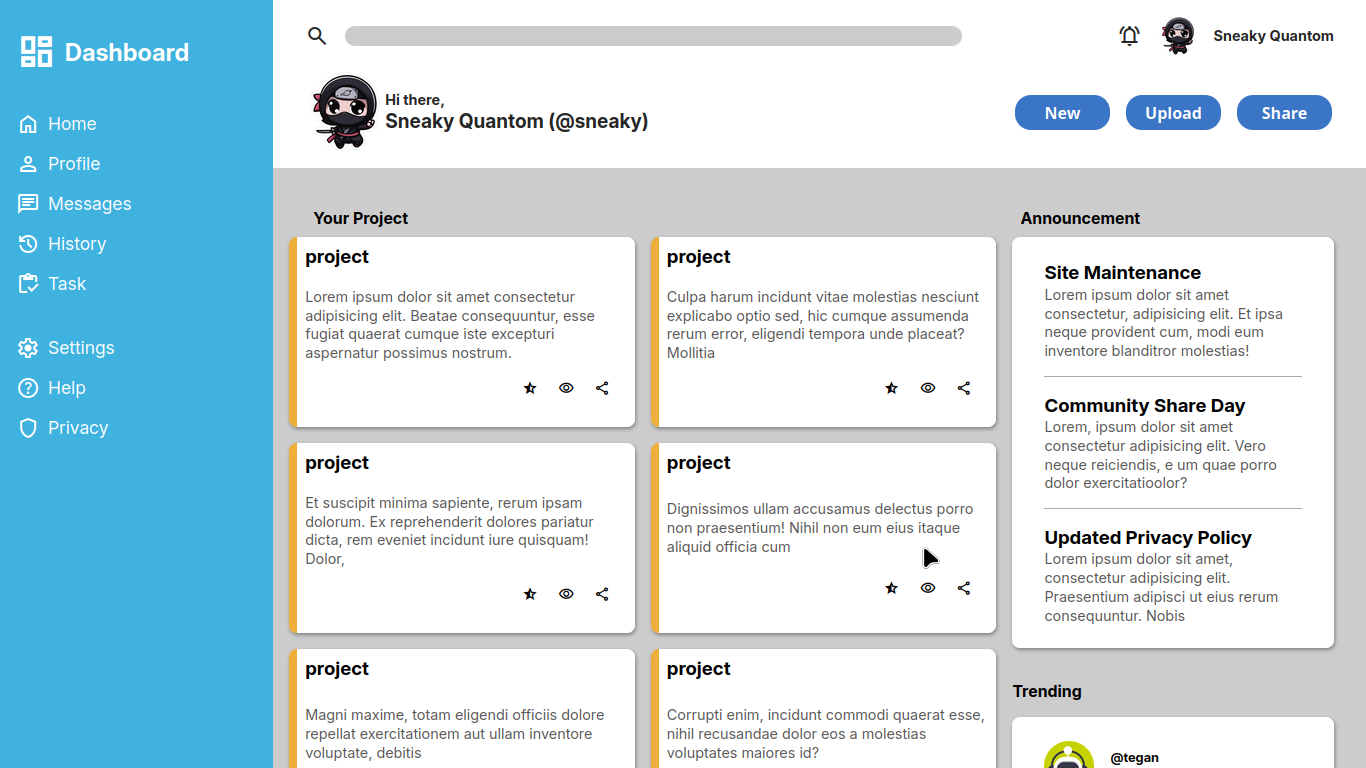 Dashboard
Home
Profile
Messages
History
Task
Settings
Help
Privacy
Sneaky Quantom
Hi there,
Sneaky Quantom (@sneaky)
New
Upload
Share
Your Project
project
Lorem ipsum dolor sit amet consectetur
adipisicing elit. Beatae consequuntur, esse
fugiat quaerat cumque iste excepturi
aspernatur possimus nostrum.
project
Culpa harum incidunt vitae molestias nesciunt
explicabo optio sed, hic cumque assumenda
rerum error, eligendi tempora unde placeat?
Mollitia
project
Et suscipit minima sapiente, rerum ipsam
dolorum. Ex reprehenderit dolores pariatur
dicta, rem eveniet incidunt iure quisquam!
Dolor,
project
Dignissimos ullam accusamus delectus porro
non praesentium! Nihil non eum eius itaque
aliquid officia cum
project
Magni maxime, totam eligendi officiis dolore
repellat exercitationem aut ullam inventore
voluptate, debitis
project
Corrupti enim, incidunt commodi quaerat esse,
nihil recusandae dolor eos a molestias
voluptates maiores id?
Announcement
Site Maintenance
Lorem ipsum dolor sit amet
consectetur, adipisicing elit. Et ipsa
neque provident cum, modi eum
inventore blanditror molestias!
Community Share Day
Lorem, ipsum dolor sit amet
consectetur adipisicing elit. Vero
neque reiciendis, e um quae porro
dolor exercitatioolor?
Updated Privacy Policy
Lorem ipsum dolor sit amet,
consectetur adipisicing elit.
Praesentium adipisci ut eius rerum
consequuntur. Nobis
Trending
@tegan